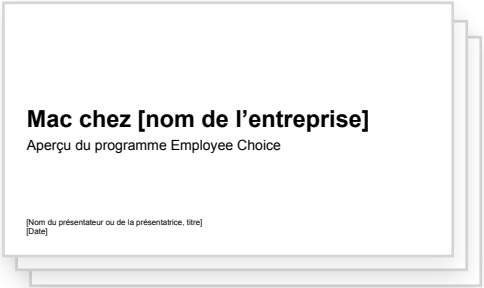 Mac chez [nom de l’entreprise]
Aperçu du programme Employee Choice
[Nom du présentateur ou de la présentatrice, titre]
[Date]